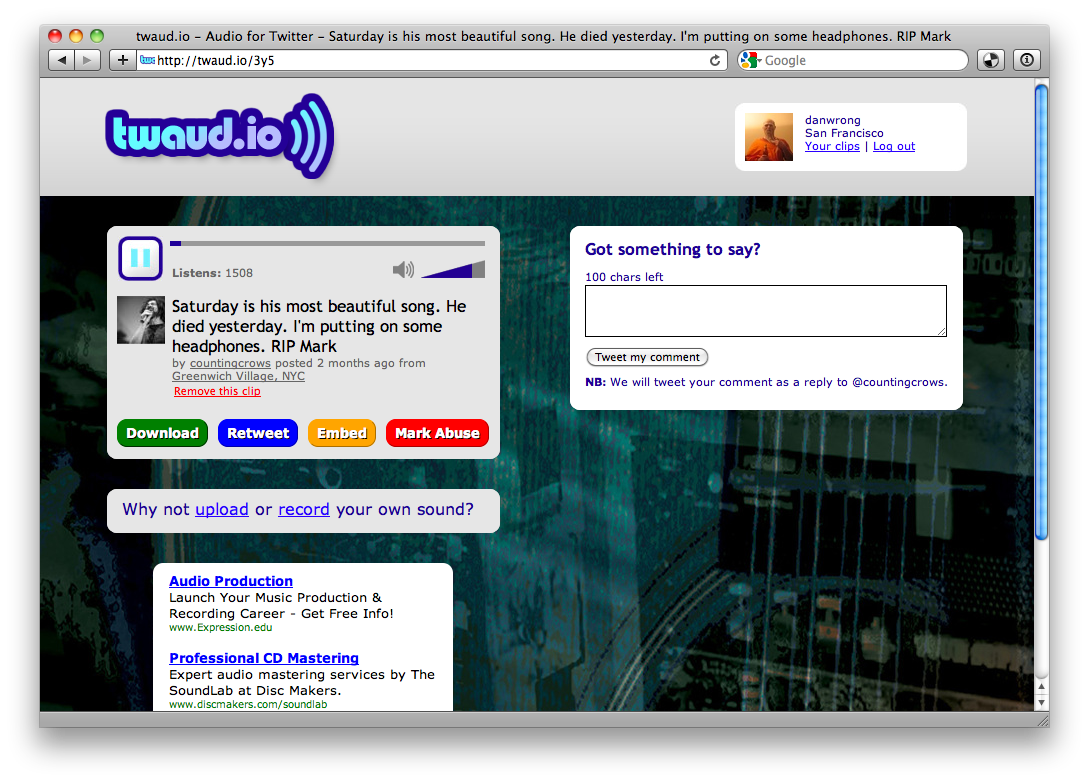 twaud.io – Audio for Twitter – Saturday is his most beautiful song. He died yesterday. I'm putting on some headphones. RIP Mark
http://twaud.io/3y5
Google
twaud.io
danwrong
San Francisco
Your clips | Log out
Listens: 1508
Saturday is his most beautiful song. He
died yesterday. I'm putting on some
headphones. RIP Mark
by countingcrows posted 2 months ago from
Greenwich Village, NYC
Remove this clip
Download Retweet Embed Mark Abuse
Got something to say?
100 chars left
Tweet my comment
NB: We will tweet your comment as a reply to @countingcrows.
Why not upload or record your own sound?
Audio Production
Launch Your Music Production &
Recording Career - Get Free Info!
www.Expression.edu
Professional CD Mastering
Expert audio mastering services by The
SoundLab at Disc Makers.
www.discmakers.com/soundlab